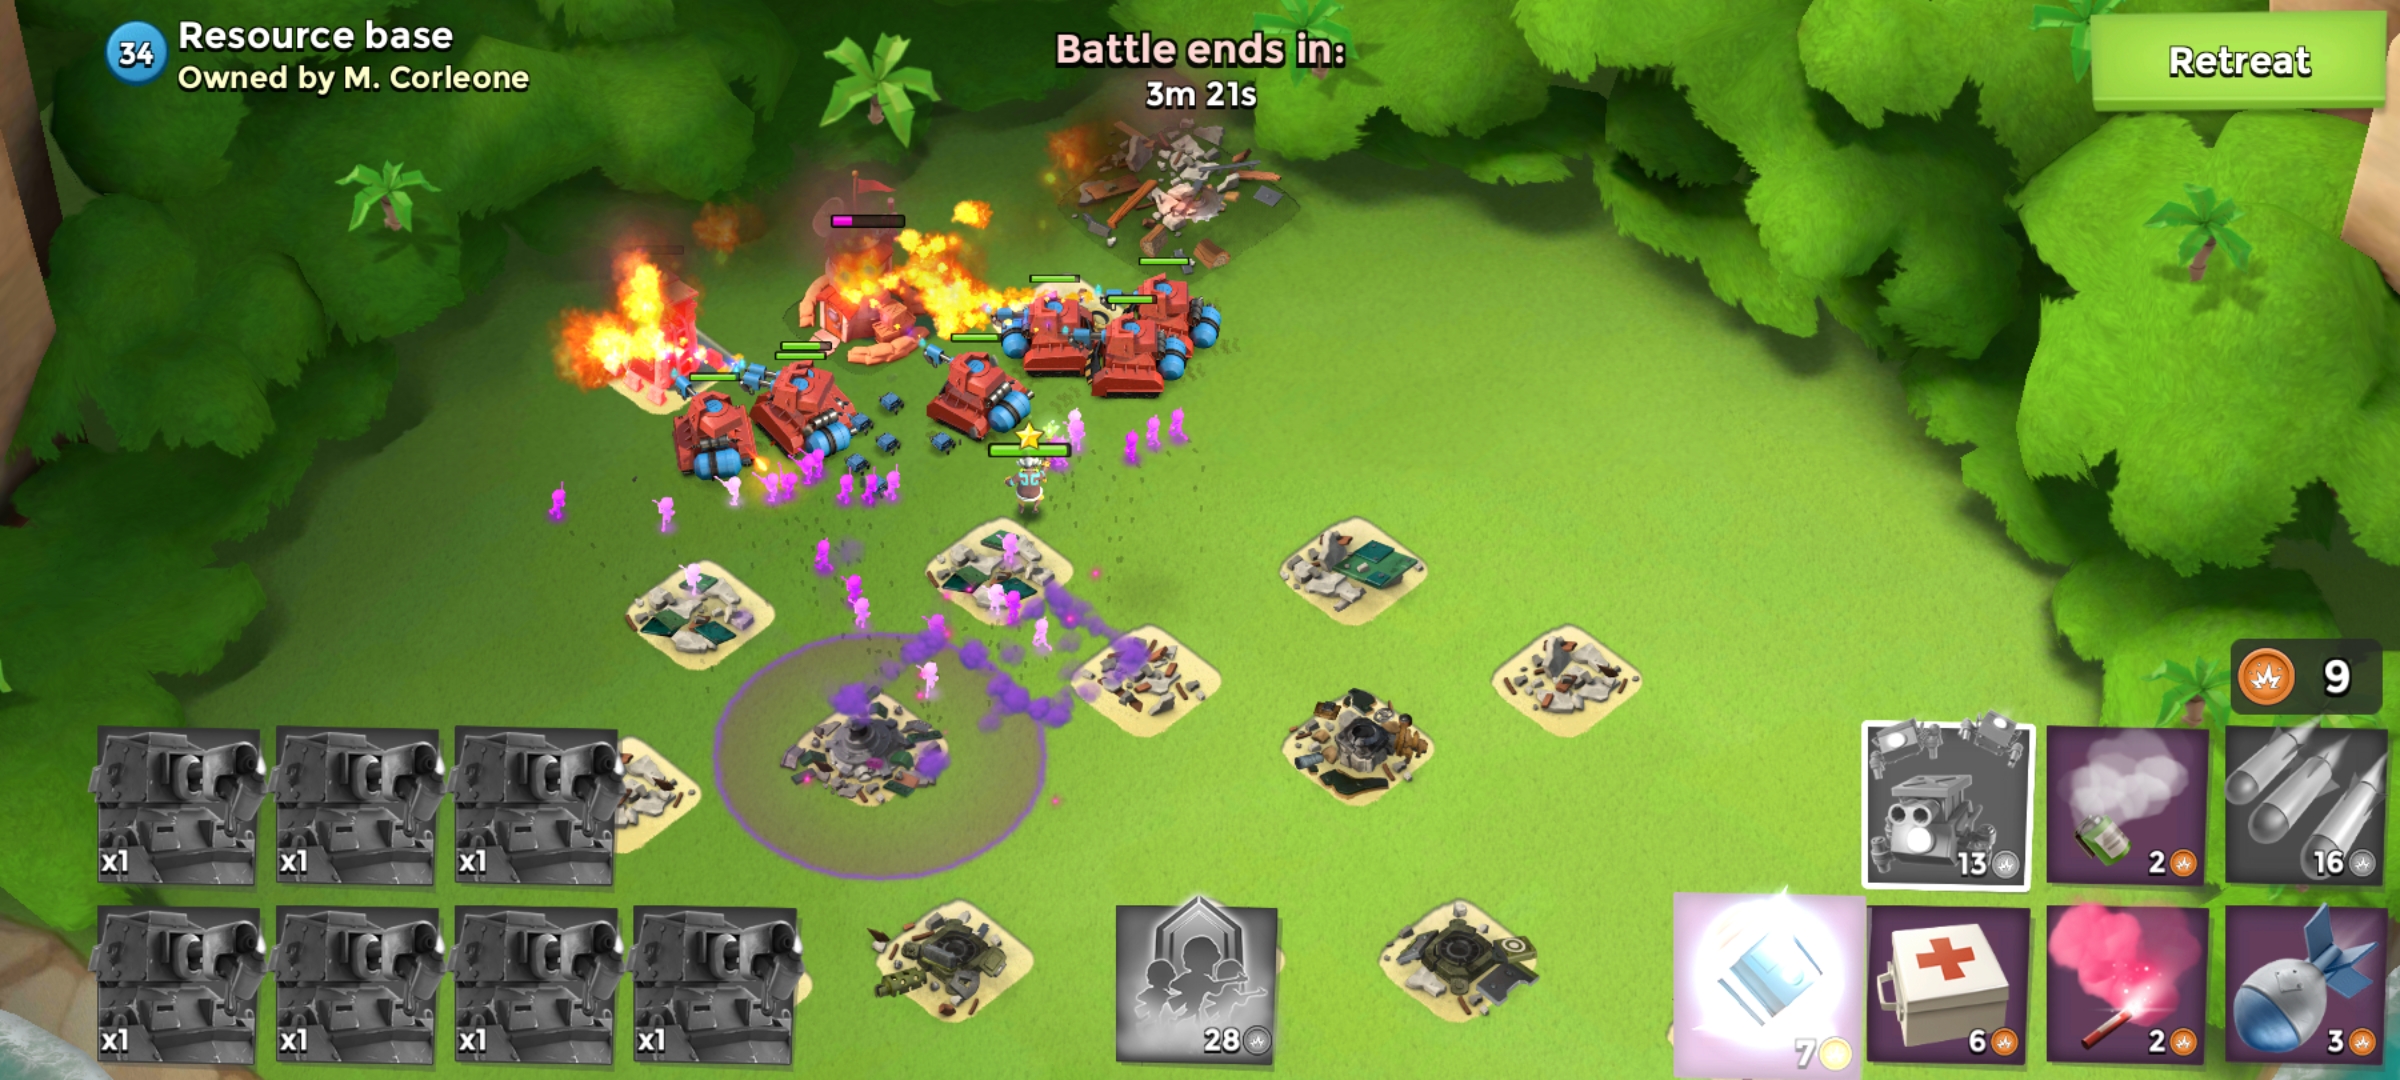 34
Resource base
Owned by M. Corleone
Battle ends in:
3m 21s
Retreat
9
x1
x1
x1
13
2
16
x1
x1
x1
x1
28
7
6
2
3